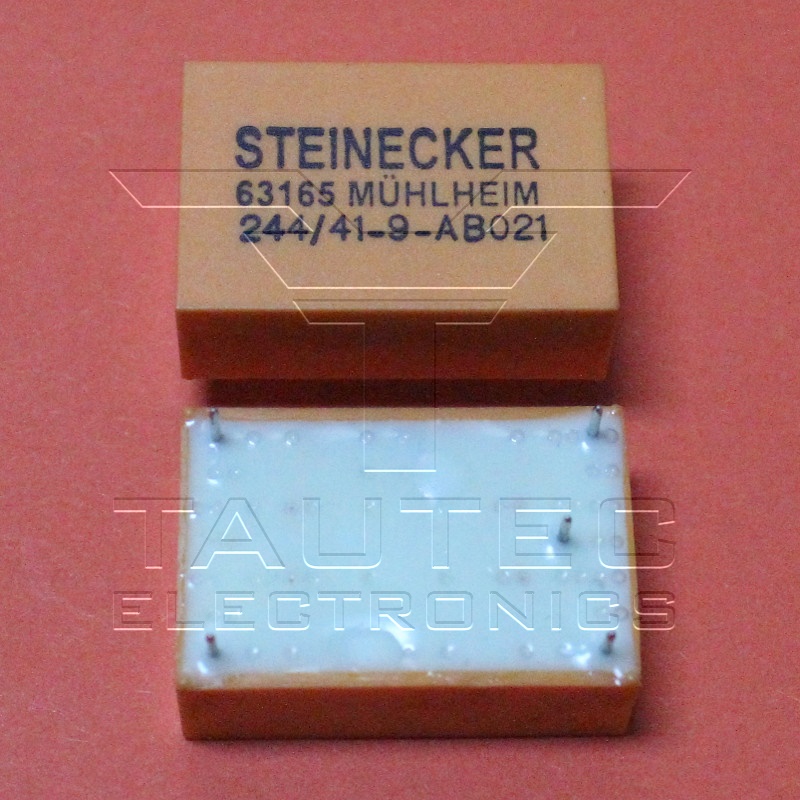 STEINECKER
63165 MÜHLHEIM
244/41-9-AB021
TAUTEC
ELECTRONICS